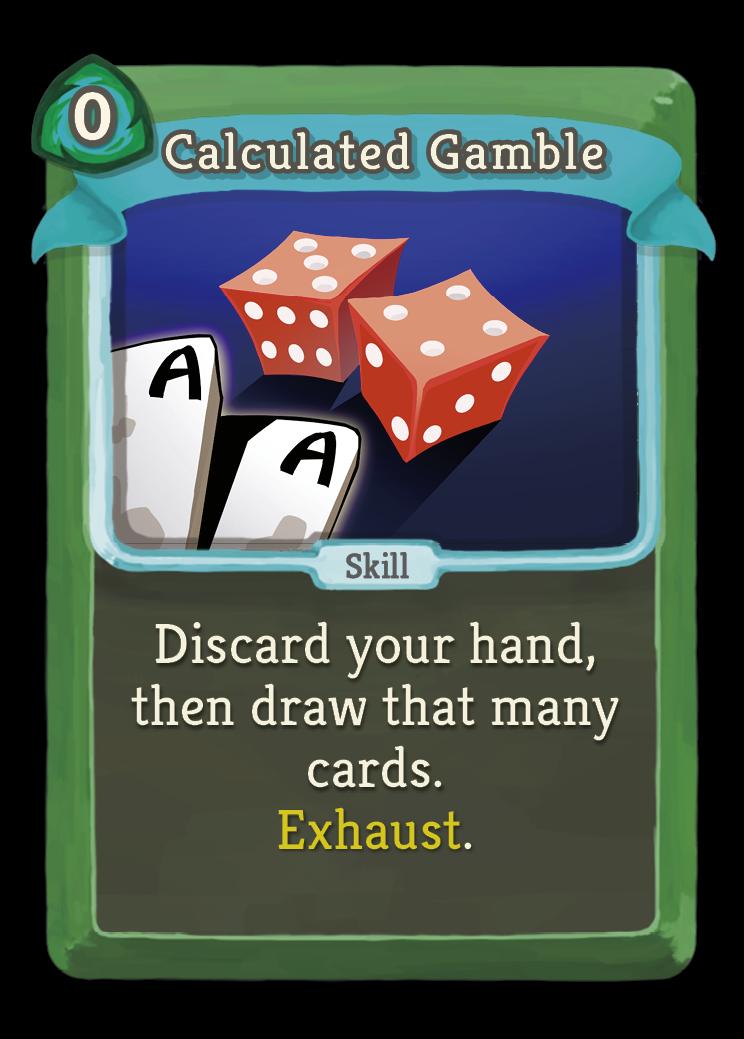 0
Calculated Gamble
A
A
Skill
Discard your hand,
then draw that many
cards.
Exhaust.